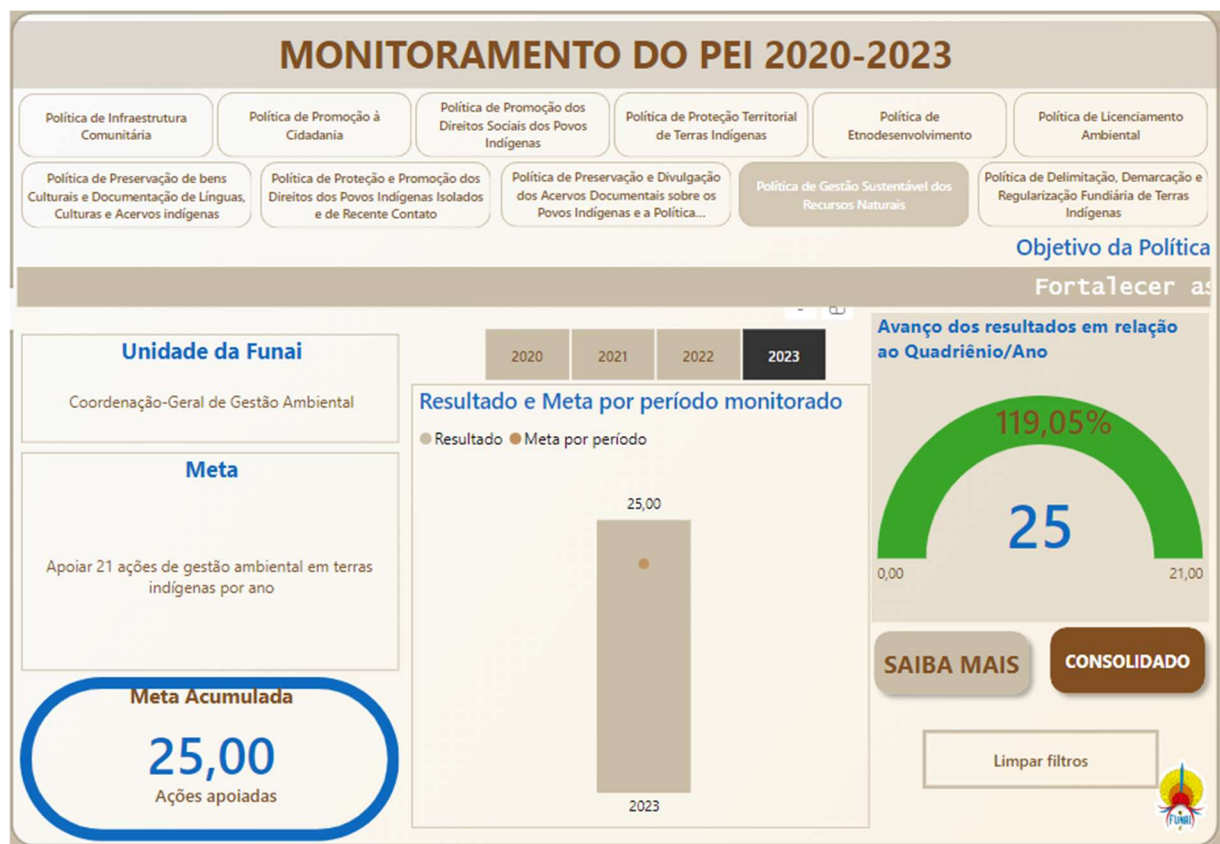 MONITORAMENTO DO PEI 2020-2023
Política de Infraestrutura
Comunitária
Política de Promoção à
Cidadania
Política de Promoção dos
Direitos Sociais dos Povos
Indígenas
Política de Proteção Territorial
de Terras Indígenas
Política de
Etnodesenvolvimento
Política de Licenciamento
Ambiental
Política de Preservação de bens
Culturais e Documentação de Línguas,
Culturas e Acervos indígenas
Política de Proteção e Promoção dos
Direitos dos Povos Indígenas Isolados
e de Recente Contato
Política de Preservação e Divulgação
dos Acervos Documentais sobre os
Povos Indígenas e a Política...
Política de Gestão Sustentável dos
Recursos Naturais
Política de Delimitação, Demarcação e
Regularização Fundiária de Terras
Indígenas
Objetivo da Política
Fortalecer as
Unidade da Funai
Coordenação-Geral de Gestão Ambiental
Meta
Apoiar 21 ações de gestão ambiental em terras
indígenas por ano
Meta Acumulada
25,00
Ações apoiadas
2020 2021 2022 2023
Resultado e Meta por período monitorado
Resultado Meta por período
25,00
2023
Avanço dos resultados em relação
ao Quadriênio/Ano
119,05%
25
0,00 21,00
SAIBA MAIS
CONSOLIDADO
Limpar filtros
FUNAI